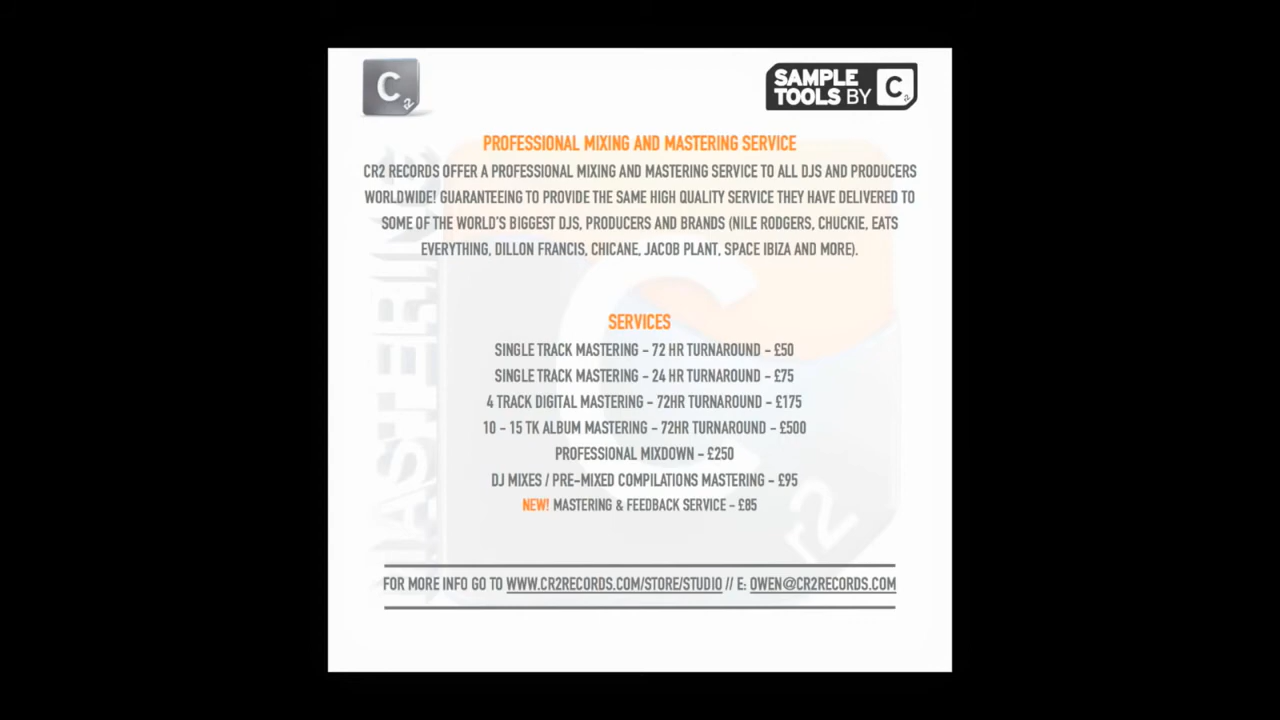 C2
SAMPLE
TOOLS BY C2
PROFESSIONAL MIXING AND MASTERING SERVICE
CR2 RECORDS OFFER A PROFESSIONAL MIXING AND MASTERING SERVICE TO ALL DJS AND PRODUCERS
WORLDWIDE! GUARANTEEING TO PROVIDE THE SAME HIGH QUALITY SERVICE THEY HAVE DELIVERED TO
SOME OF THE WORLD'S BIGGEST DJS, PRODUCERS AND BRANDS (NILE RODGERS, CHUCKIE, EATS
EVERYTHING, DILLON FRANCIS, CHICANE, JACOB PLANT, SPACE IBIZA AND MORE).
SERVICES
SINGLE TRACK MASTERING - 72 HR TURNAROUND - £50
SINGLE TRACK MASTERING - 24 HR TURNAROUND - £75
4 TRACK DIGITAL MASTERING - 72HR TURNAROUND - £175
10 - 15 TK ALBUM MASTERING - 72HR TURNAROUND - £500
PROFESSIONAL MIXDOWN - £250
DJ MIXES / PRE-MIXED COMPILATIONS MASTERING - £95
NEW! MASTERING & FEEDBACK SERVICE - £85
FOR MORE INFO GO TO WWW.CR2RECORDS.COM/STORE/STUDIO // E: OWEN@CR2RECORDS.COM
MASTERING
C r2